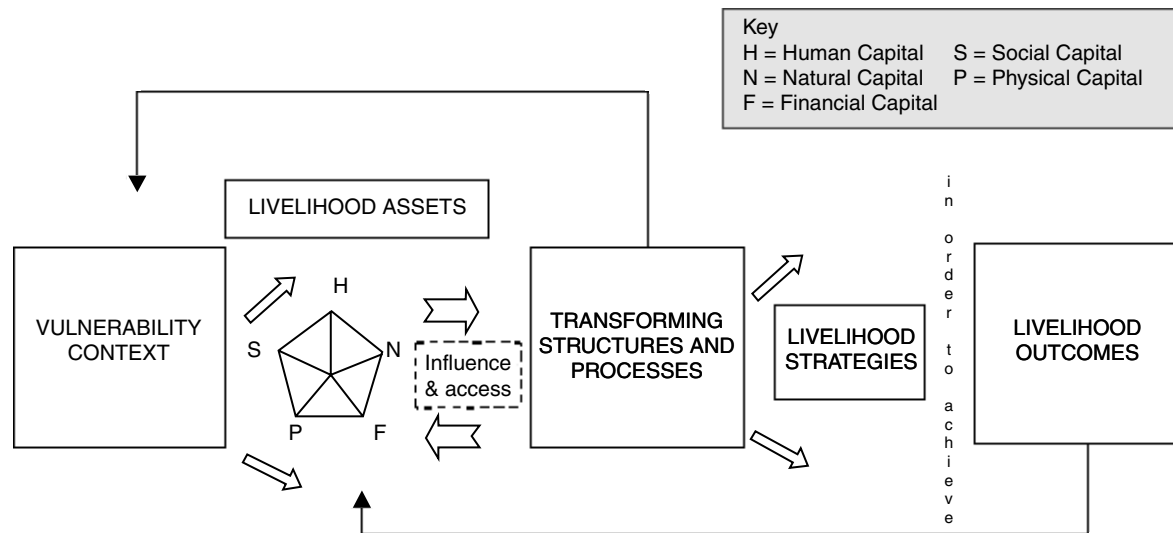 Key
H = Human Capital S = Social Capital
N = Natural Capital P = Physical Capital
F = Financial Capital
LIVELIHOOD ASSETS
VULNERABILITY
CONTEXT
H
S
N
P
F
Influence
& access
TRANSFORMING
STRUCTURES AND
PROCESSES
LIVELIHOOD
STRATEGIES
in order to achieve
LIVELIHOOD
OUTCOMES